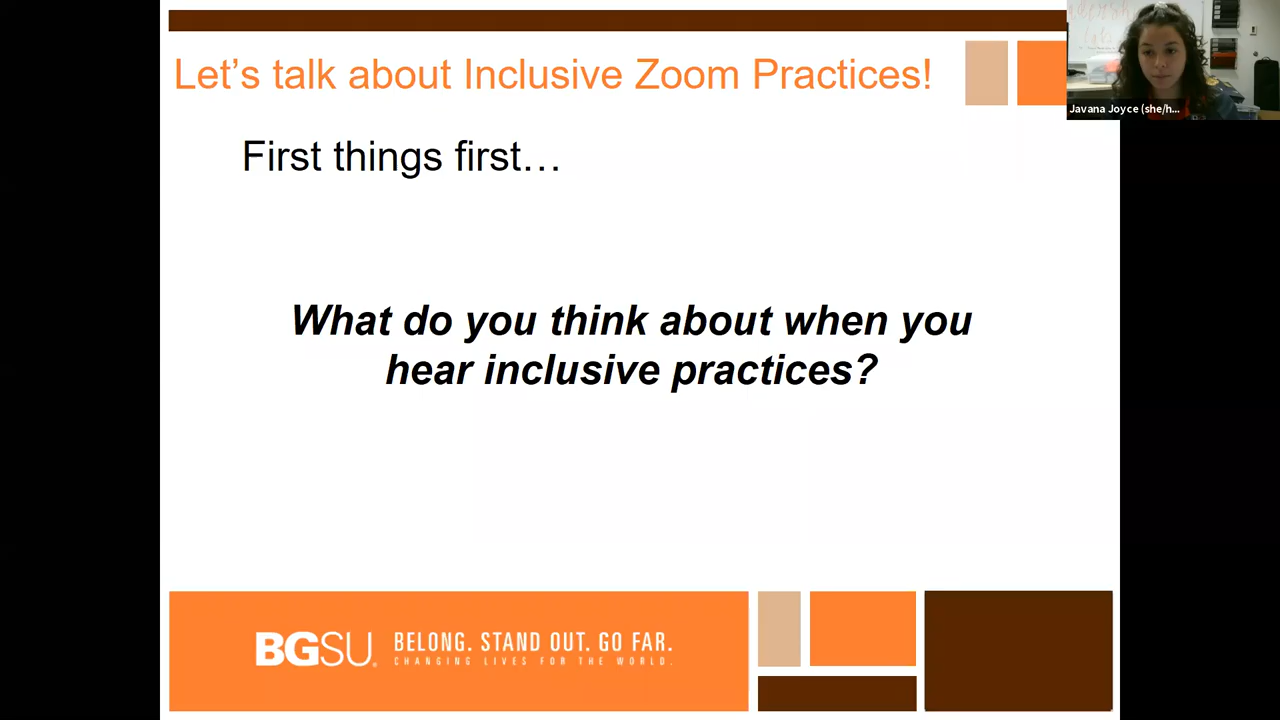 Let's talk about Inclusive Zoom Practices!
Javana Joyce (she/h...
First things first…
What do you think about when you
hear inclusive practices?
BGSU. BELONG. STAND OUT. GO FAR.
CHANGING LIVES FOR THE WORLD.